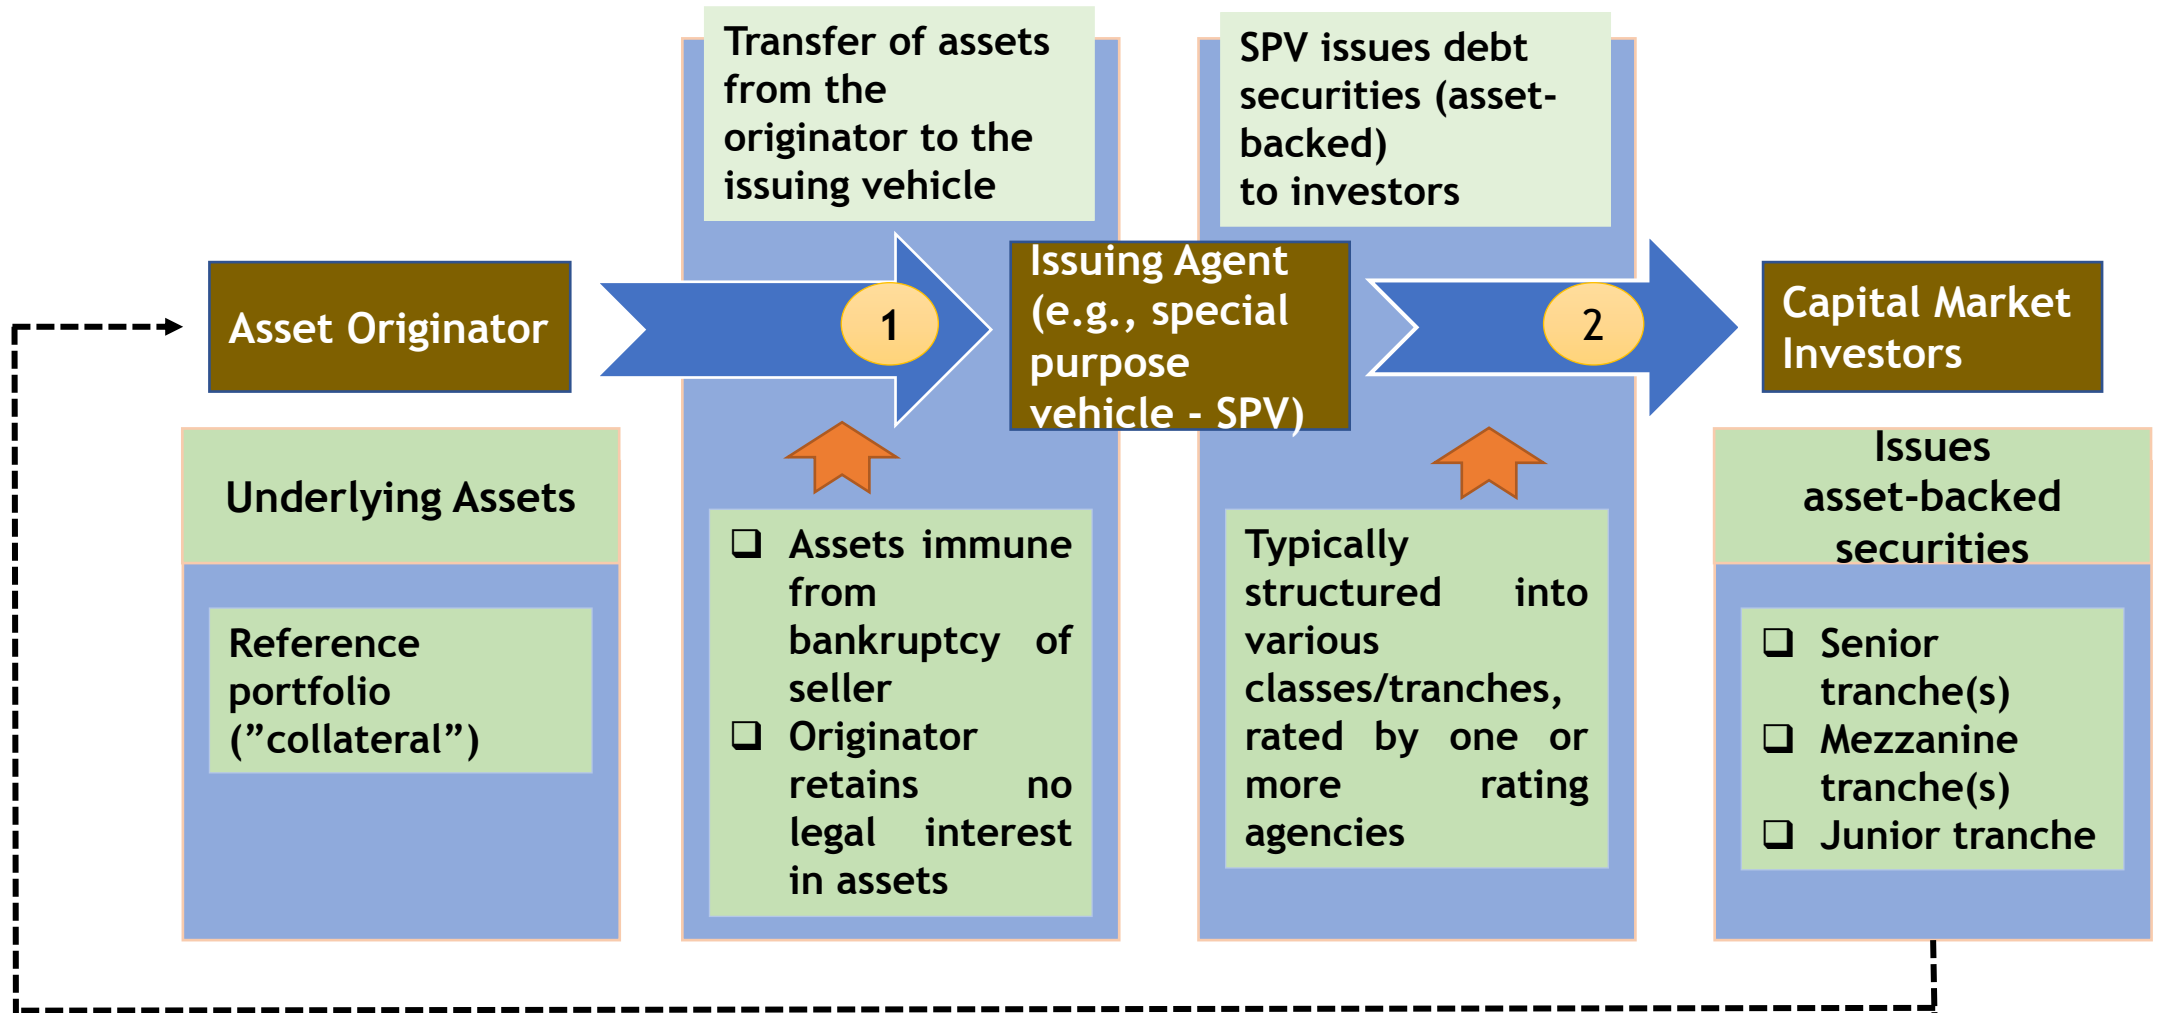 Transfer of assets
from the
originator to the
issuing vehicle
SPV issues debt
securities (asset-
backed)
to investors
Asset Originator
1
Issuing Agent
(e.g., special
purpose
vehicle - SPV)
2
Capital Market
Investors
Underlying Assets
Reference
portfolio
(”collateral”)
❑ Assets immune
from
bankruptcy of
seller
❑ Originator
retains no
legal interest
in assets
Typically
structured into
various
classes/tranches,
rated by one or
more rating
agencies
Issues
asset-backed
securities
❑ Senior
tranche(s)
❑ Mezzanine
tranche(s)
❑ Junior tranche